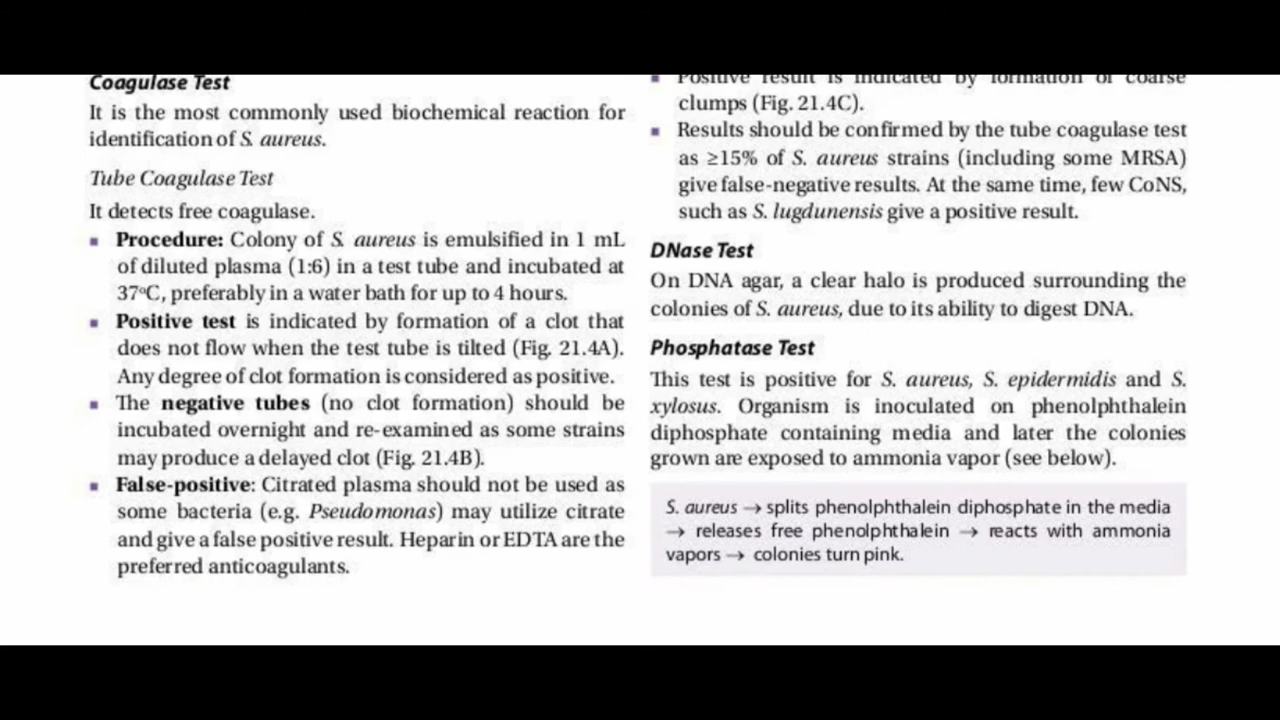 Coagulase Test
It is the most commonly used biochemical reaction for
identification of S. aureus.
Tube Coagulase Test
It detects free coagulase.
▪ Procedure: Colony of S. aureus is emulsified in 1 mL
of diluted plasma (1:6) in a test tube and incubated at
37°C, preferably in a water bath for up to 4 hours.
▪ Positive test is indicated by formation of a clot that
does not flow when the test tube is tilted (Fig. 21.4A).
Any degree of clot formation is considered as positive.
▪ The negative tubes (no clot formation) should be
incubated overnight and re-examined as some strains
may produce a delayed clot (Fig. 21.4B).
▪ False-positive: Citrated plasma should not be used as
some bacteria (e.g. Pseudomonas) may utilize citrate
and give a false positive result. Heparin or EDTA are the
preferred anticoagulants.
▪ Positive result is indicated by formation of coarse
clumps (Fig. 21.4C).
▪ Results should be confirmed by the tube coagulase test
as ≥15% of S. aureus strains (including some MRSA)
give false-negative results. At the same time, few CoNS,
such as S. lugdunensis give a positive result.
DNase Test
On DNA agar, a clear halo is produced surrounding the
colonies of S. aureus, due to its ability to digest DNA.
Phosphatase Test
This test is positive for S. aureus, S. epidermidis and S.
xylosus. Organism is inoculated on phenolphthalein
diphosphate containing media and later the colonies
grown are exposed to ammonia vapor (see below).
S. aureus → splits phenolphthalein diphosphate in the media
→ releases free phenolphthalein → reacts with ammonia
vapors → colonies turn pink.